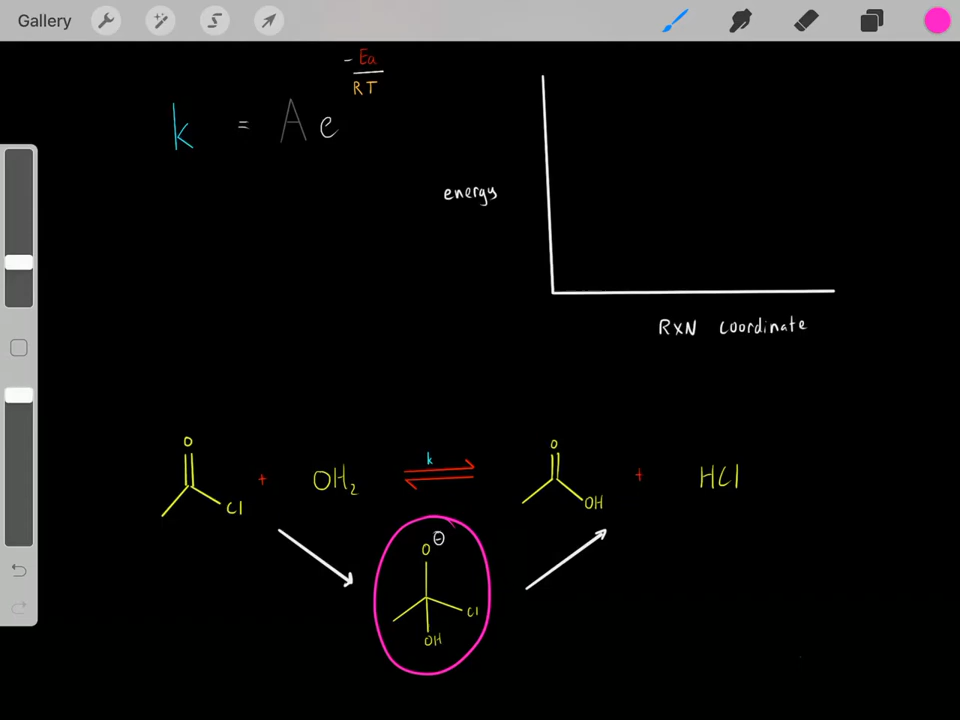 Gallery
k = A e^(-Ea/RT)
energy
RXN coordinate
O
Cl
+
OH₂
k
⇌
O
OH
+
HCl
O ⊖
Cl
OH